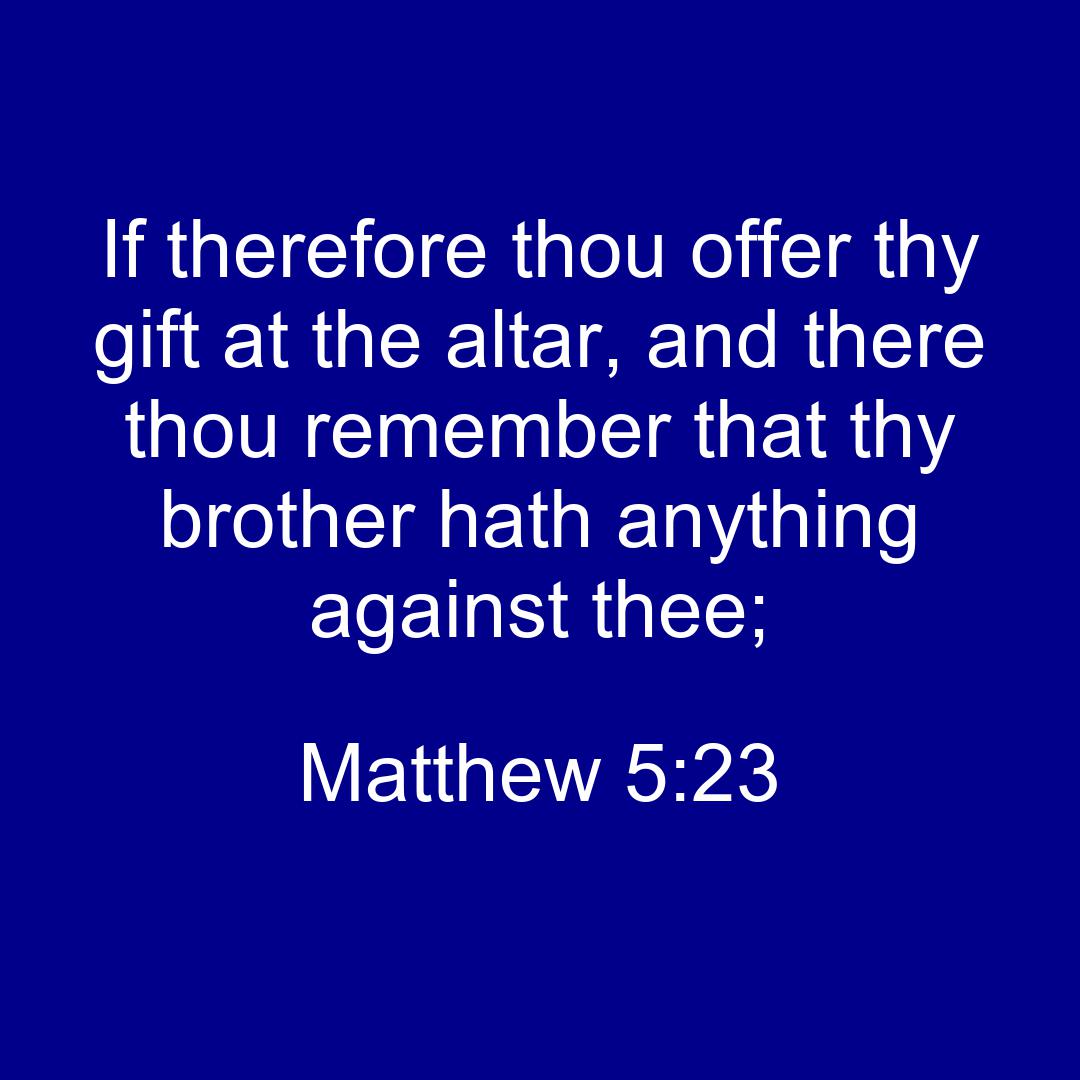 If therefore thou offer thy
gift at the altar, and there
thou remember that thy
brother hath anything
against thee;
Matthew 5:23